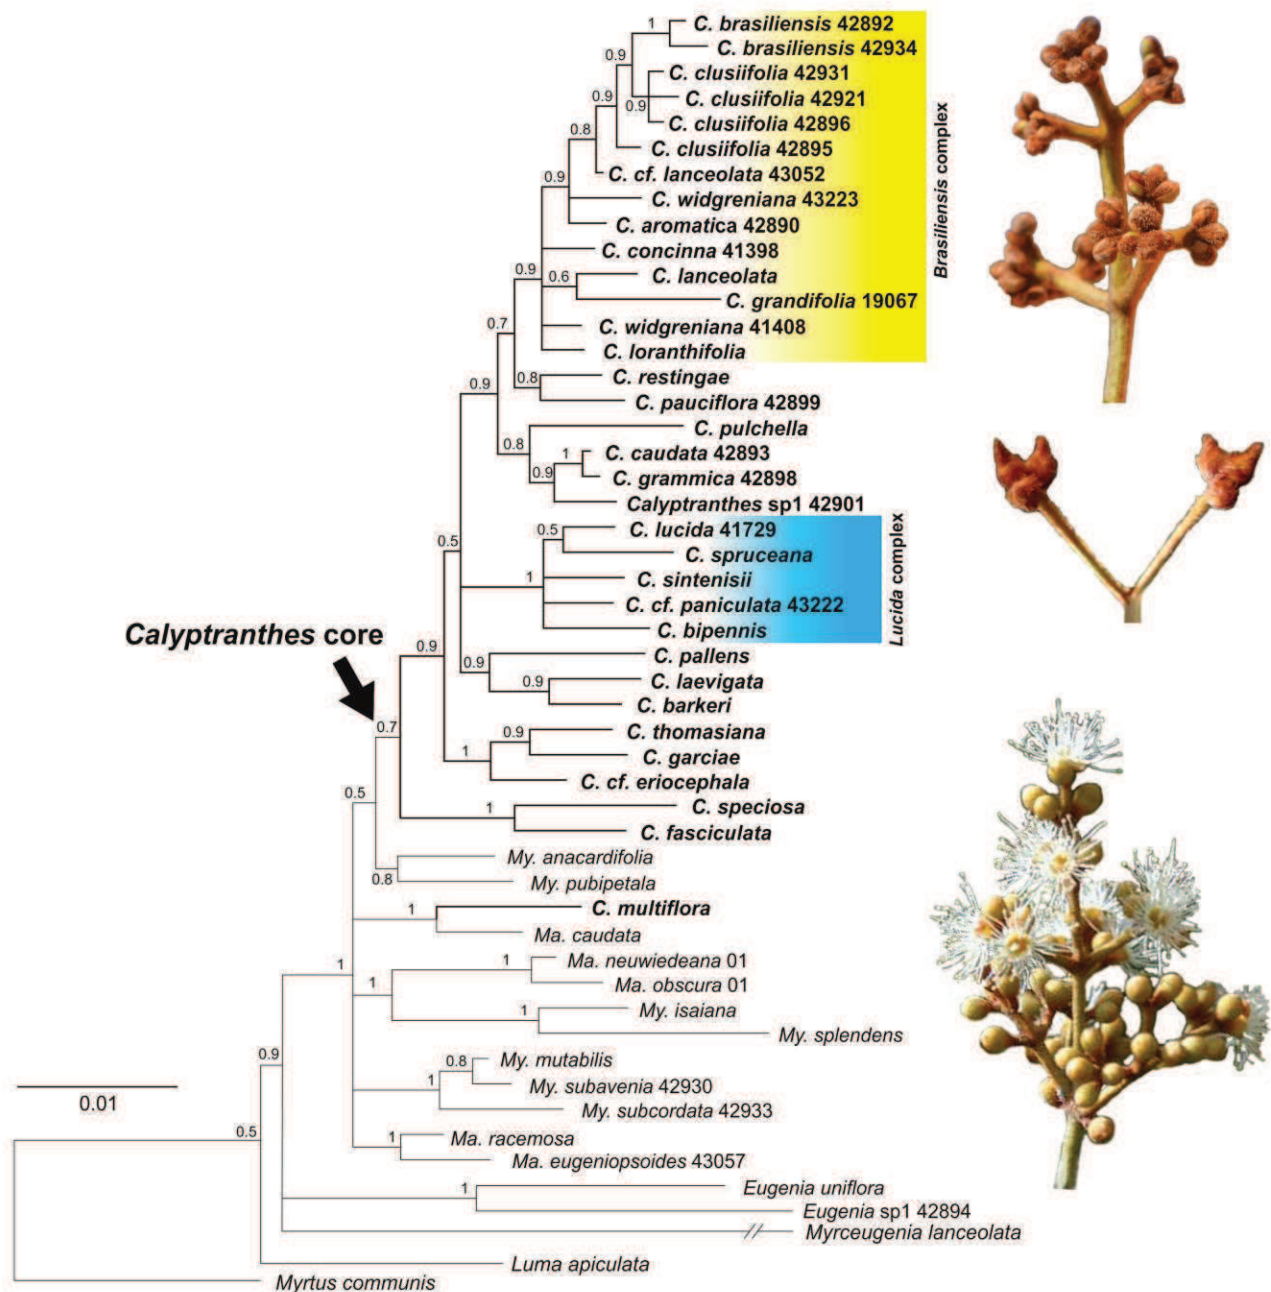 1
C. brasiliensis 42892
C. brasiliensis 42934
0.9
C. clusiifolia 42931
C. clusiifolia 42921
0.9
0.9
C. clusiifolia 42896
0.8
C. clusiifolia 42895
C. cf. lanceolata 43052
0.9
C. widgreniana 43223
C. aromatica 42890
C. concinna 41398
0.9
C. lanceolata
0.6
C. grandifolia 19067
C. widgreniana 41408
0.7
C. loranthifolia
Brasiliensis complex
C. restingae
0.8
0.9
C. pauciflora 42899
C. pulchella
0.8
1
C. caudata 42893
0.9
C. grammica 42898
Calyptranthes sp1 42901
C. lucida 41729
0.5
0.5
C. spruceana
1
C. sintenisii
C. cf. paniculata 43222
C. bipennis
Lucida complex
Calyptranthes core
0.9
0.9
C. pallens
C. laevigata
0.9
C. barkeri
0.7
C. thomasiana
0.9
1
C. garciae
C. cf. eriocephala
0.5
C. speciosa
1
C. fasciculata
My. anacardifolia
0.8
My. pubipetala
C. multiflora
1
Ma. caudata
1
Ma. neuwiedeana 01
1
1
Ma. obscura 01
My. isaiana
1
My. splendens
0.9
0.8
My. mutabilis
1
My. subavenia 42930
My. subcordata 42933
0.01
0.5
Ma. racemosa
1
Ma. eugeniopsoides 43057
Eugenia uniflora
1
Eugenia sp1 42894
Myrceugenia lanceolata
Luma apiculata
Myrtus communis